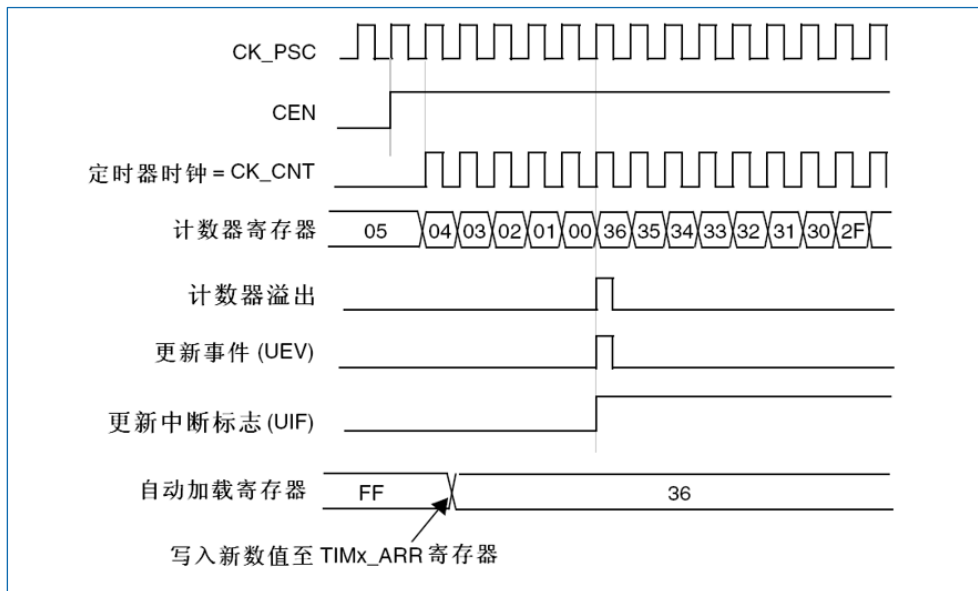 CK_PSC
CEN
定时器时钟 = CK_CNT
计数器寄存器 05 04 03 02 01 00 36 35 34 33 32 31 30 2F
计数器溢出
更新事件 (UEV)
更新中断标志 (UIF)
自动加载寄存器 FF 36
写入新数值至 TIMx_ARR 寄存器